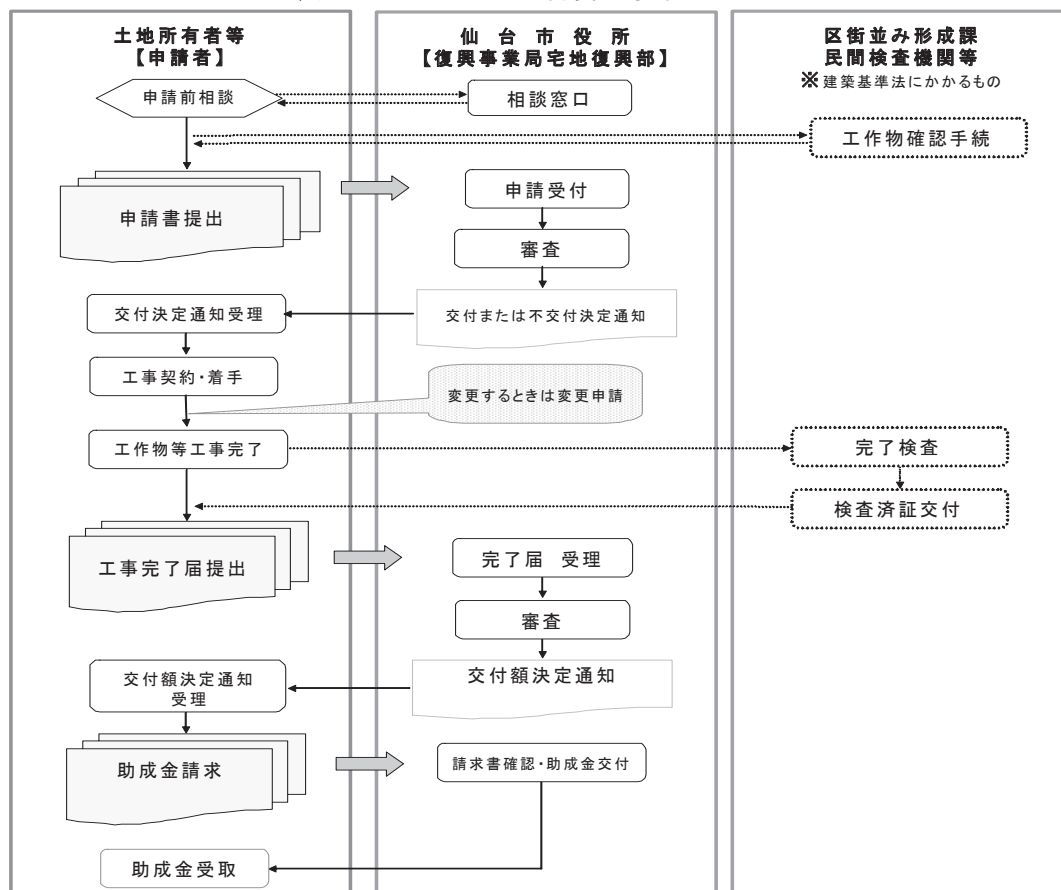 土地所有者等
【申請者】
仙台市役所
【復興事業局宅地復興部】
区街並み形成課
民間検査機関等
※建築基準法にかかるもの
申請前相談
相談窓口
工作物確認手続
申請書提出
申請受付
審査
交付決定通知受理
交付または不交付決定通知
工事契約・着手
変更するときは変更申請
工作物等工事完了
完了検査
検査済証交付
工事完了届提出
完了届 受理
審査
交付額決定通知
受理
交付額決定通知
助成金請求
請求書確認・助成金交付
助成金受取